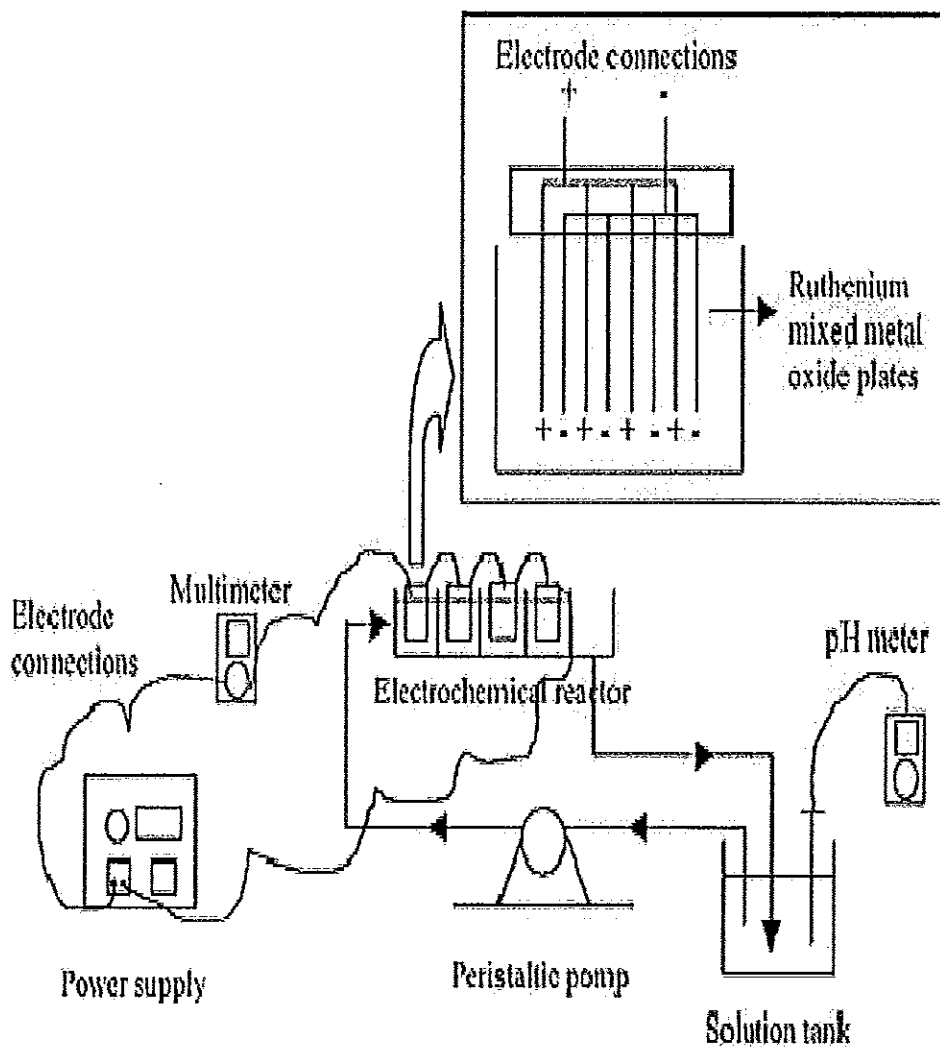 Electrode connections
+ -
Ruthenium
mixed metal
oxide plates
+ - + - + - + -
Multimeter
Electrode
connections
pH meter
Electrochemical reactor
Power supply
Peristaltic pomp
Solution tank